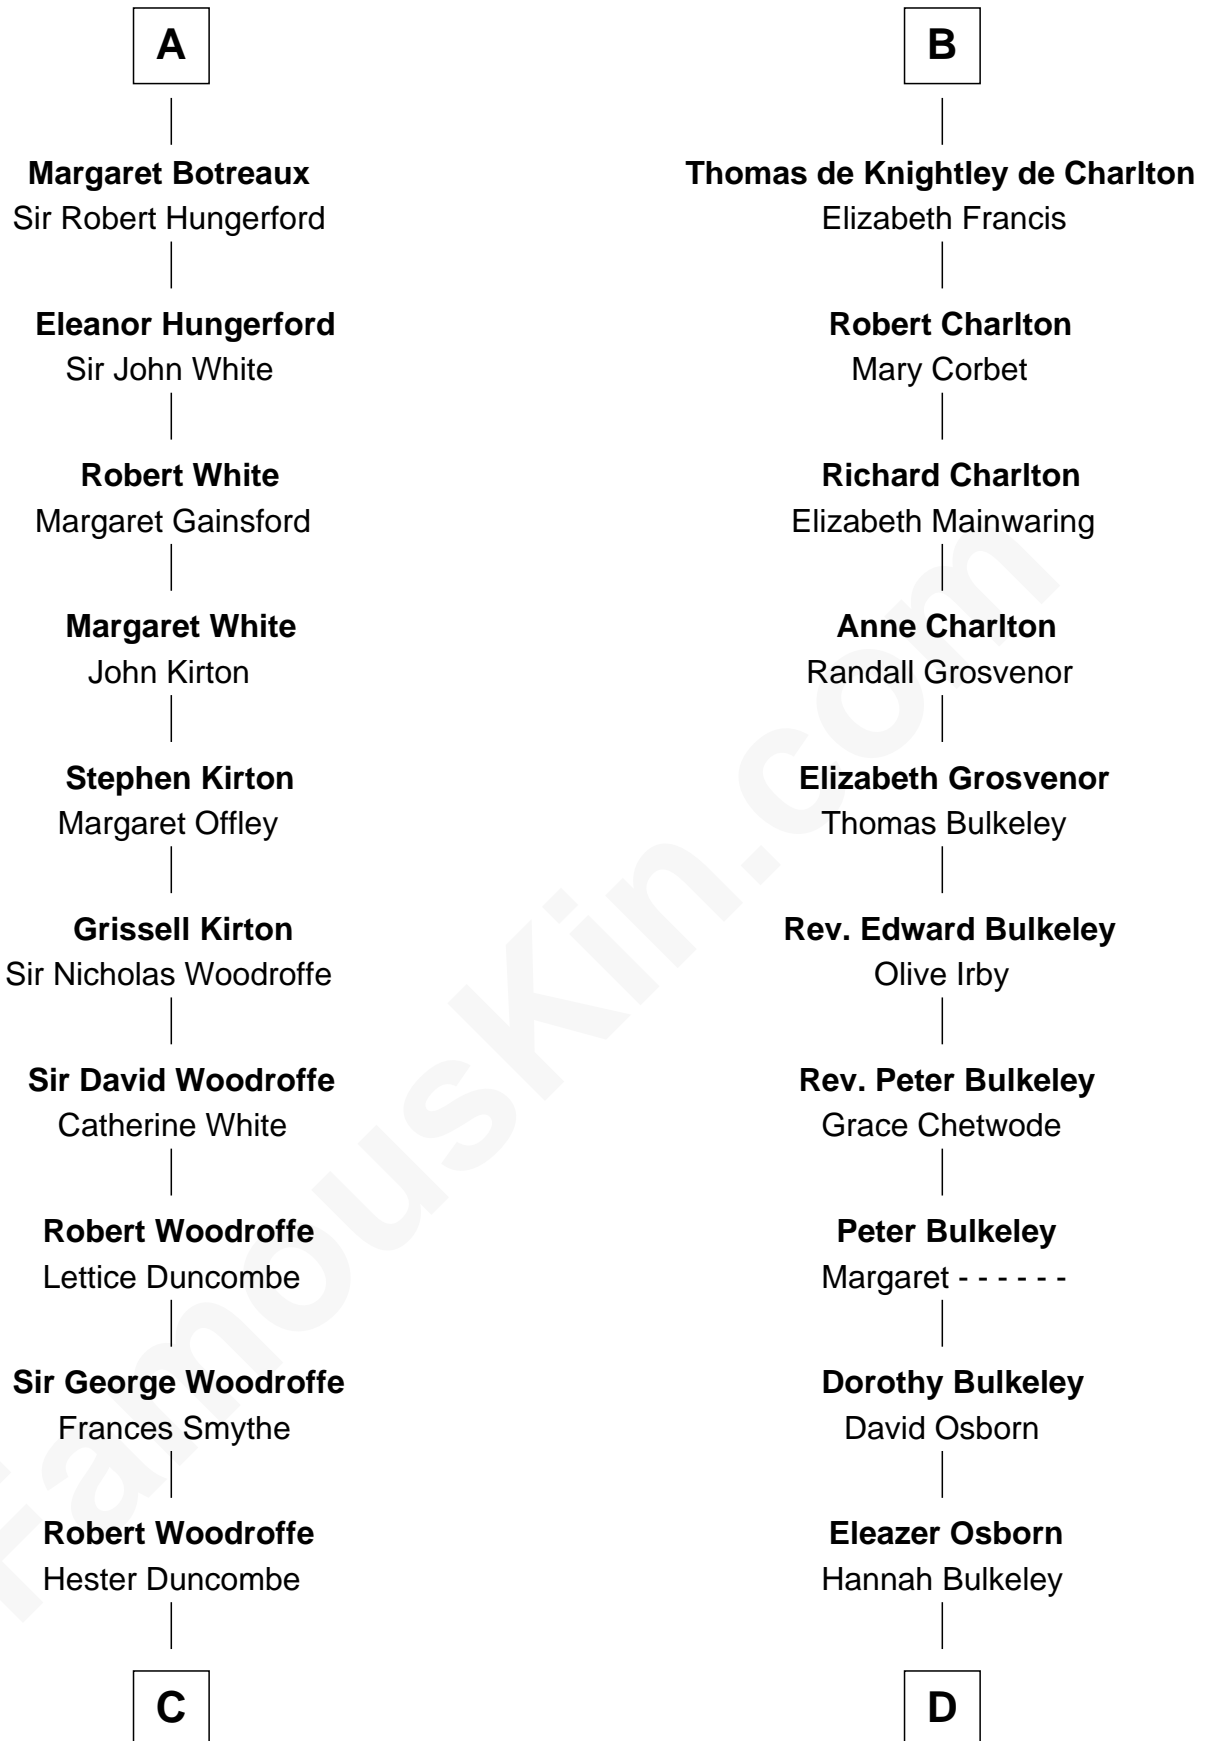 A
Margaret Botreaux
Sir Robert Hungerford
Eleanor Hungerford
Sir John White
Robert White
Margaret Gainsford
Margaret White
John Kirton
Stephen Kirton
Margaret Offley
Grissell Kirton
Sir Nicholas Woodroffe
Sir David Woodroffe
Catherine White
Robert Woodroffe
Lettice Duncombe
Sir George Woodroffe
Frances Smythe
Robert Woodroffe
Hester Duncombe
C
B
Thomas de Knightley de Charlton
Elizabeth Francis
Robert Charlton
Mary Corbet
Richard Charlton
Elizabeth Mainwaring
Anne Charlton
Randall Grosvenor
Elizabeth Grosvenor
Thomas Bulkeley
Rev. Edward Bulkeley
Olive Irby
Rev. Peter Bulkeley
Grace Chetwode
Peter Bulkeley
Margaret - - - - - -
Dorothy Bulkeley
David Osborn
Eleazer Osborn
Hannah Bulkeley
D
FamousKin.com